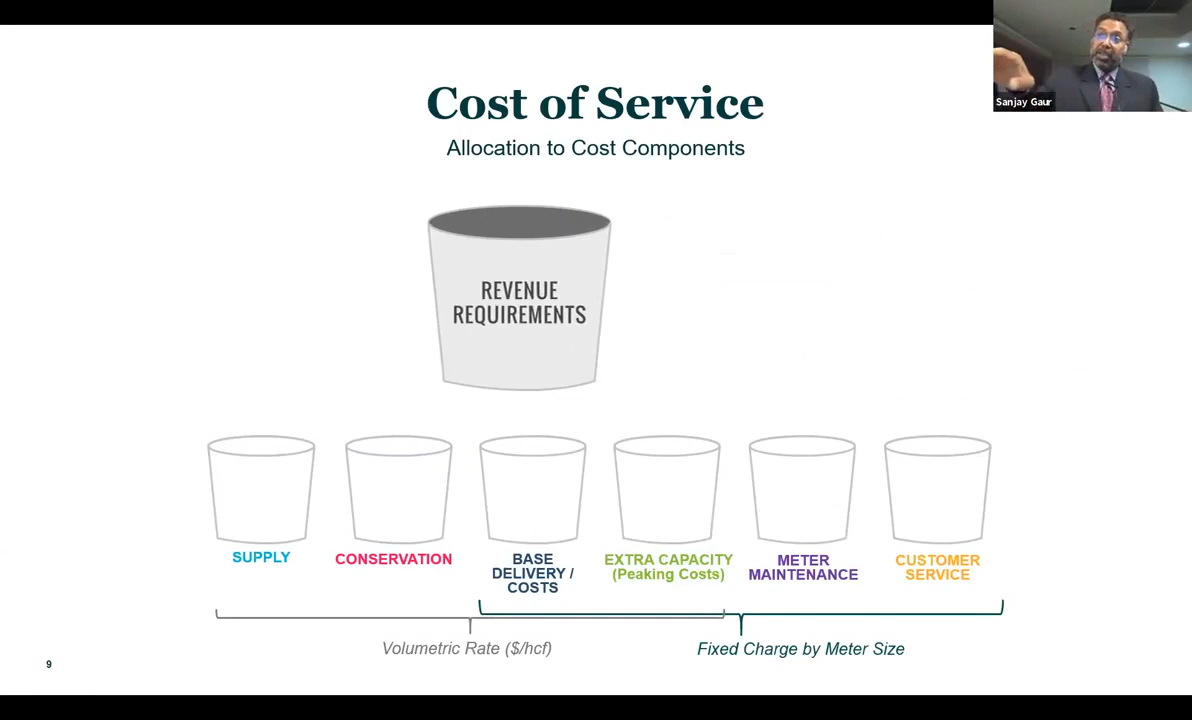 Sanjay Gaur
Cost of Service
Allocation to Cost Components
REVENUE
REQUIREMENTS
SUPPLY
CONSERVATION
BASE
DELIVERY /
COSTS
EXTRA CAPACITY
(Peaking Costs)
METER
MAINTENANCE
CUSTOMER
SERVICE
Volumetric Rate ($/hcf)
Fixed Charge by Meter Size
9